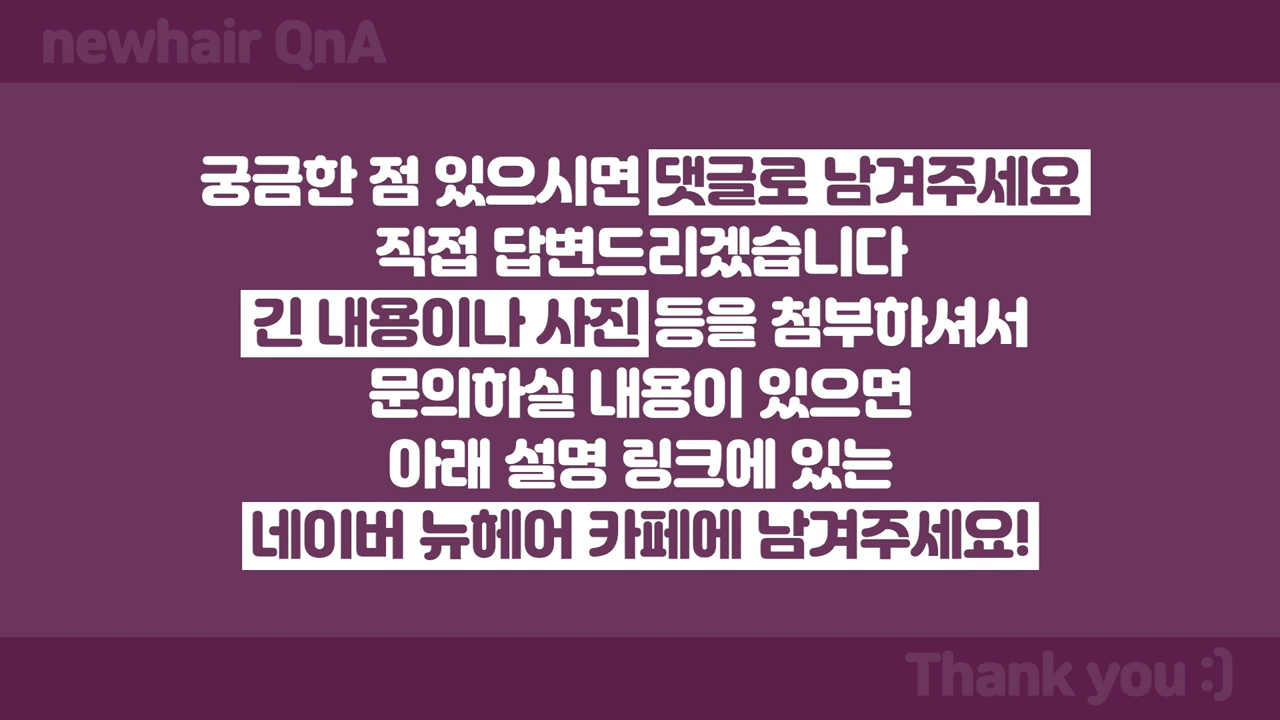 newhair QnA
궁금한 점 있으시면 댓글로 남겨주세요
직접 답변드리겠습니다
긴 내용이나 사진 등을 첨부하셔서
문의하실 내용이 있으면
아래 설명 링크에 있는
네이버 뉴헤어 카페에 남겨주세요!
Thank you :)